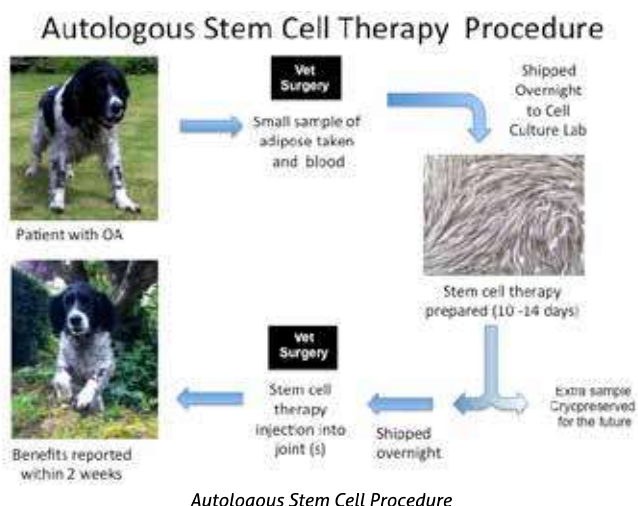 Autologous Stem Cell Therapy Procedure
Vet
Surgery
Small sample of
adipose taken
and blood
Shipped
Overnight
to Cell
Culture Lab
Patient with OA
Stem cell therapy
prepared (10 -14 days)
Extra sample
Cryopreserved
for the future
Shipped
overnight
Vet
Surgery
Stem cell
therapy
injection into
joint (s)
Benefits reported
within 2 weeks
Autologous Stem Cell Procedure